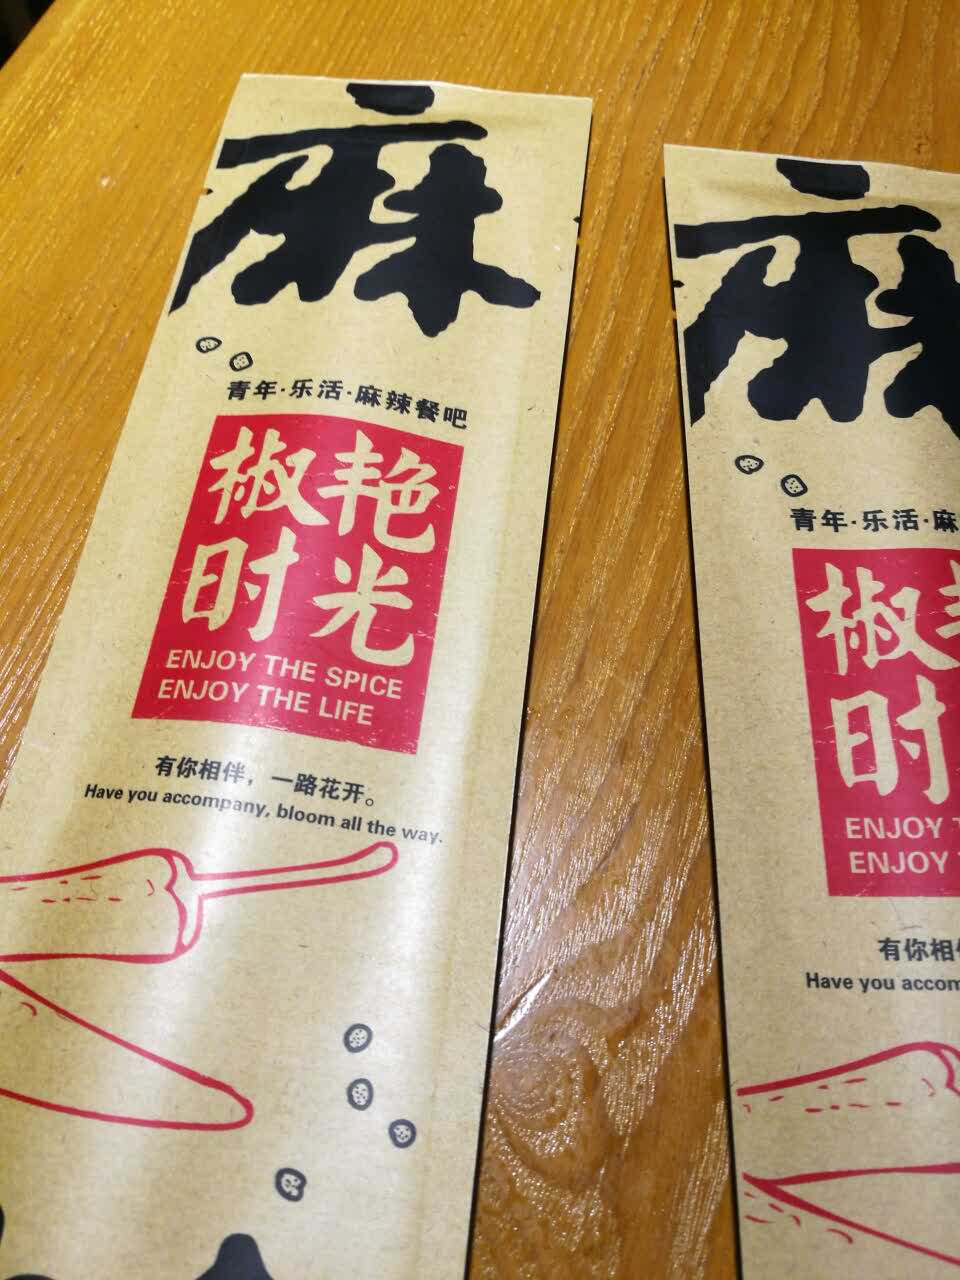 麻
青年·乐活·麻辣餐吧
椒艳
时光
ENJOY THE SPICE
ENJOY THE LIFE
有你相伴，一路花开。
Have you accompany, bloom all the way.
麻
青年·乐活·麻
椒艳
时
ENJOY
ENJOY
有你相
Have you accom